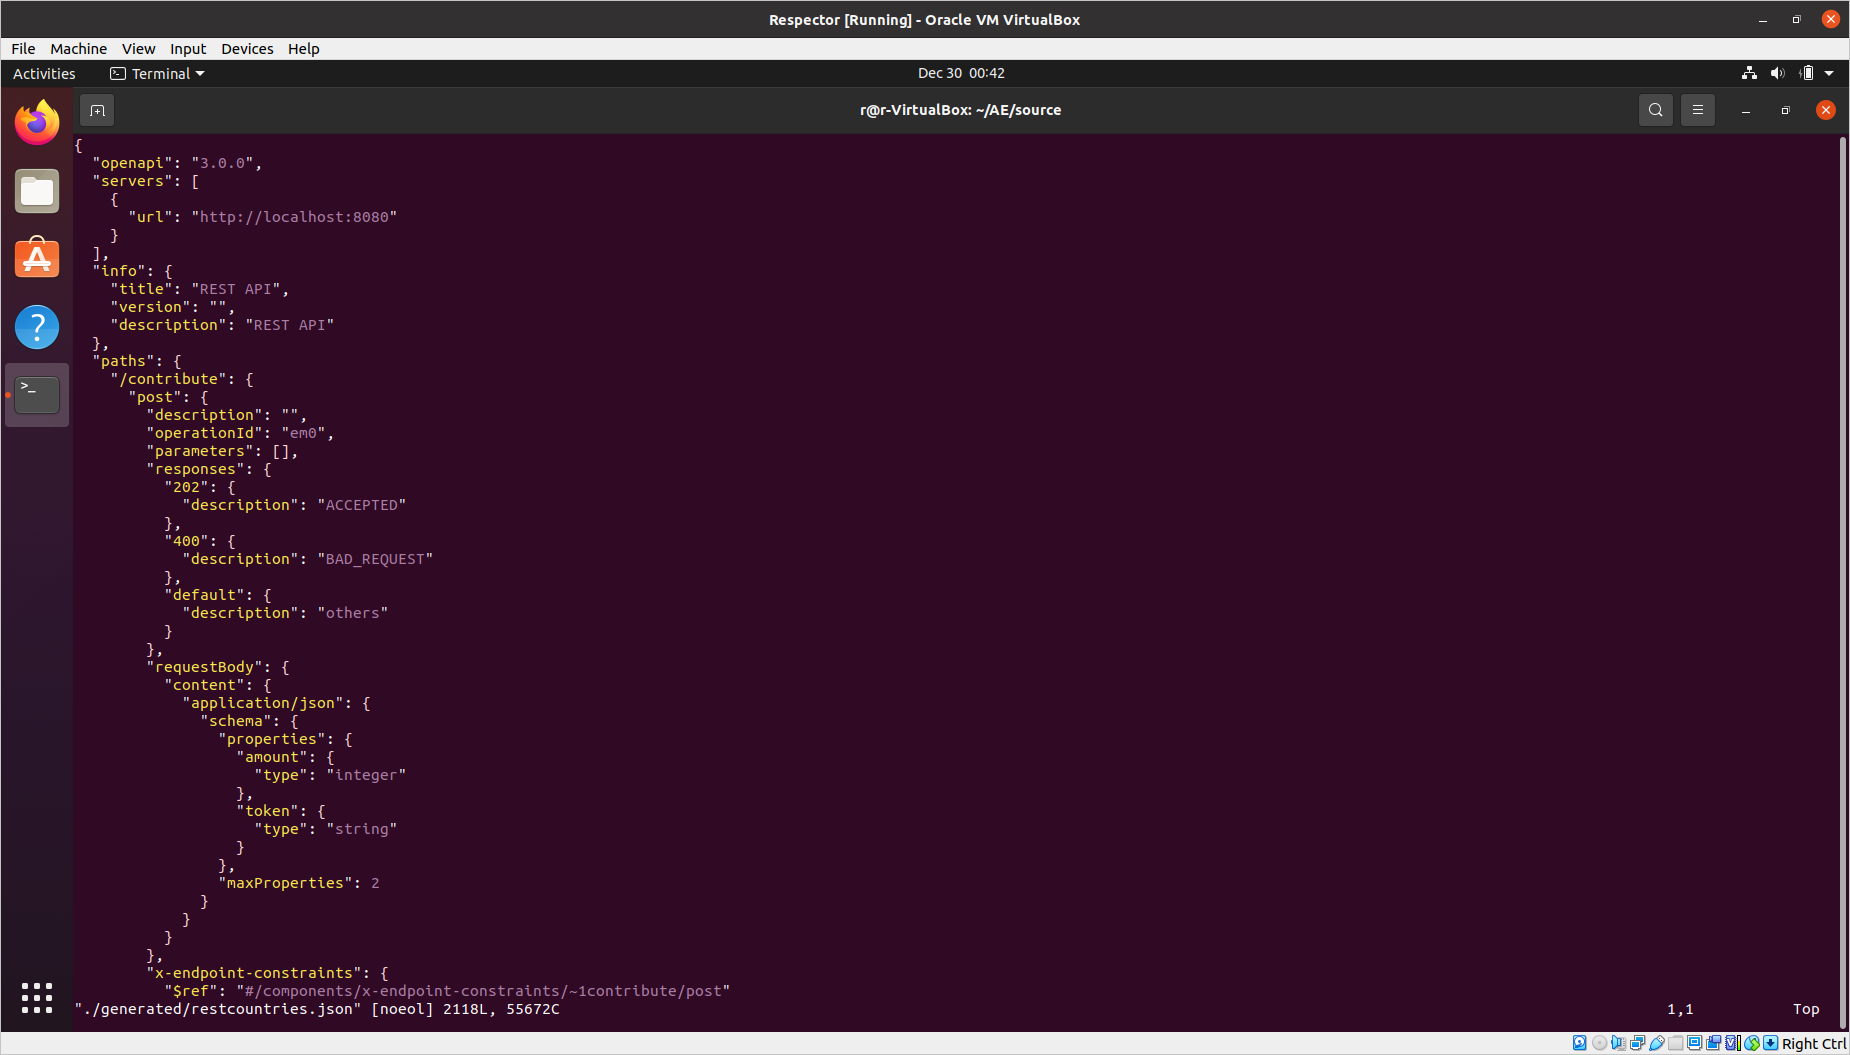 Respector [Running] - Oracle VM VirtualBox
File Machine View Input Devices Help
Activities Terminal Dec 30 00:42
r@r-VirtualBox: ~/AE/source
{
  "openapi": "3.0.0",
  "servers": [
    {
      "url": "http://localhost:8080"
    }
  ],
  "info": {
    "title": "REST API",
    "version": "",
    "description": "REST API"
  },
  "paths": {
    "/contribute": {
      "post": {
        "description": "",
        "operationId": "em0",
        "parameters": [],
        "responses": {
          "202": {
            "description": "ACCEPTED"
          },
          "400": {
            "description": "BAD_REQUEST"
          },
          "default": {
            "description": "others"
          }
        },
        "requestBody": {
          "content": {
            "application/json": {
              "schema": {
                "properties": {
                  "amount": {
                    "type": "integer"
                  },
                  "token": {
                    "type": "string"
                  }
                },
                "maxProperties": 2
              }
            }
          }
        },
        "x-endpoint-constraints": {
          "$ref": "#/components/x-endpoint-constraints/~1contribute/post"
"./generated/restcountries.json" [noeol] 2118L, 55672C 1,1 Top
Right Ctrl